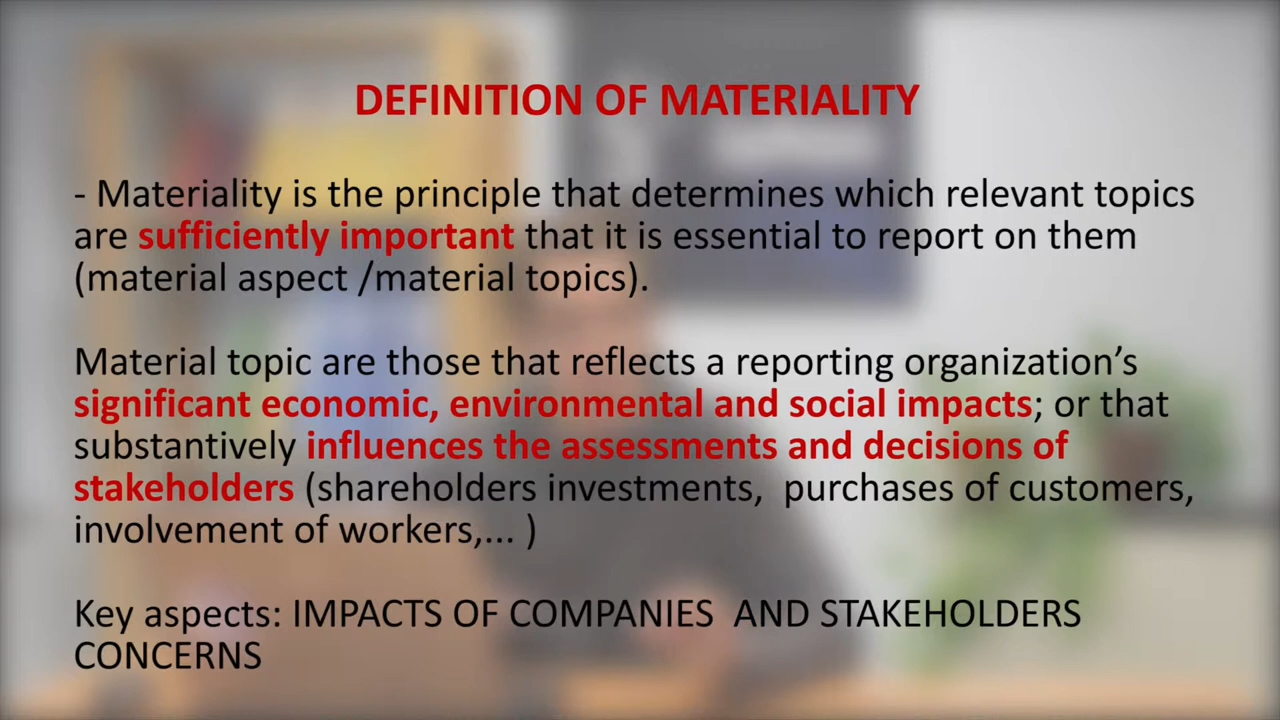 DEFINITION OF MATERIALITY
- Materiality is the principle that determines which relevant topics
are sufficiently important that it is essential to report on them
(material aspect /material topics).
Material topic are those that reflects a reporting organization’s
significant economic, environmental and social impacts; or that
substantively influences the assessments and decisions of
stakeholders (shareholders investments,  purchases of customers,
involvement of workers,... )
Key aspects: IMPACTS OF COMPANIES  AND STAKEHOLDERS
CONCERNS